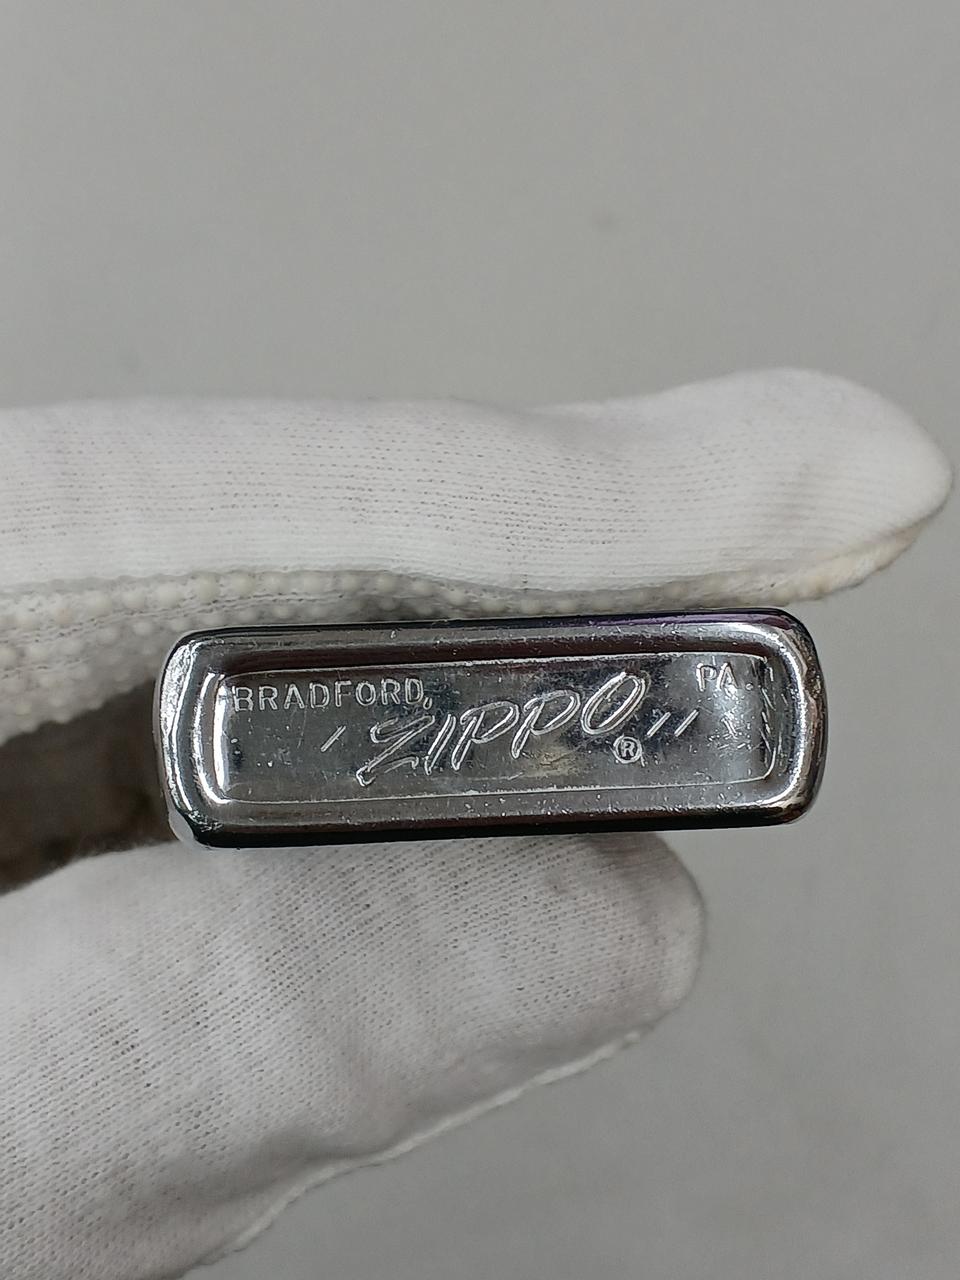 BRADFORD, PA.
/ ZIPPO ® //